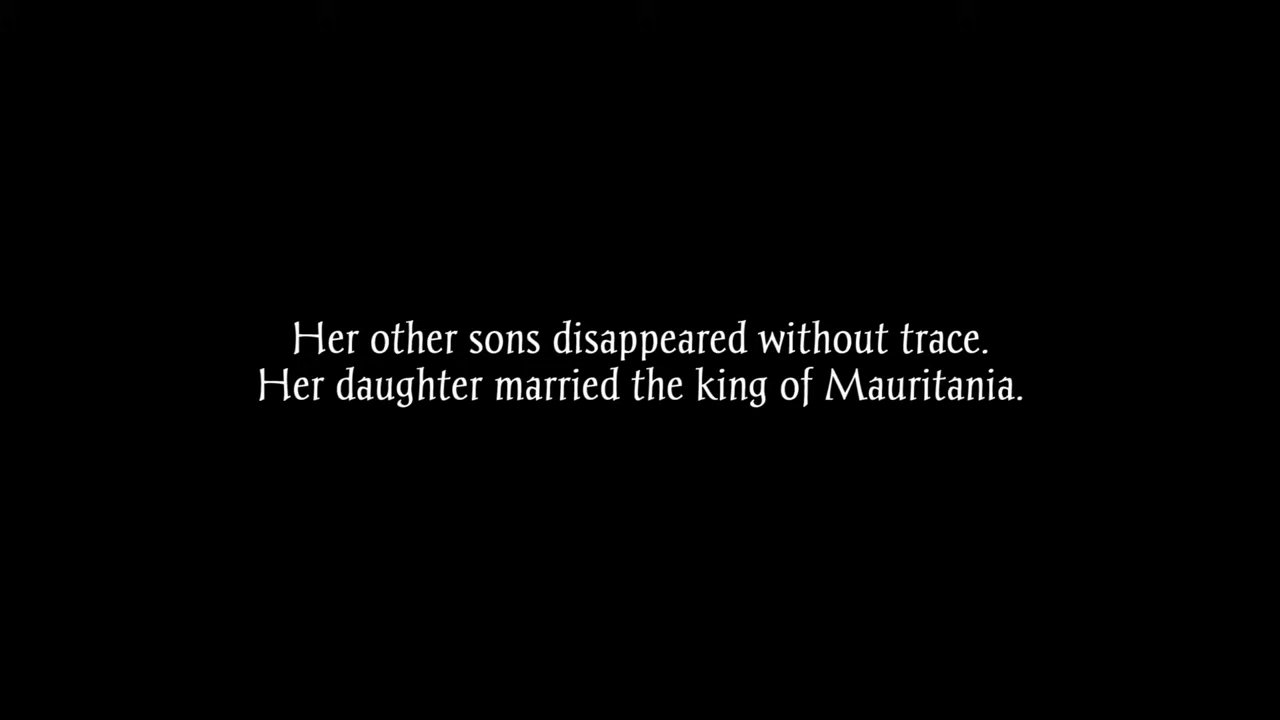 Her other sons disappeared without trace.
Her daughter married the king of Mauritania.